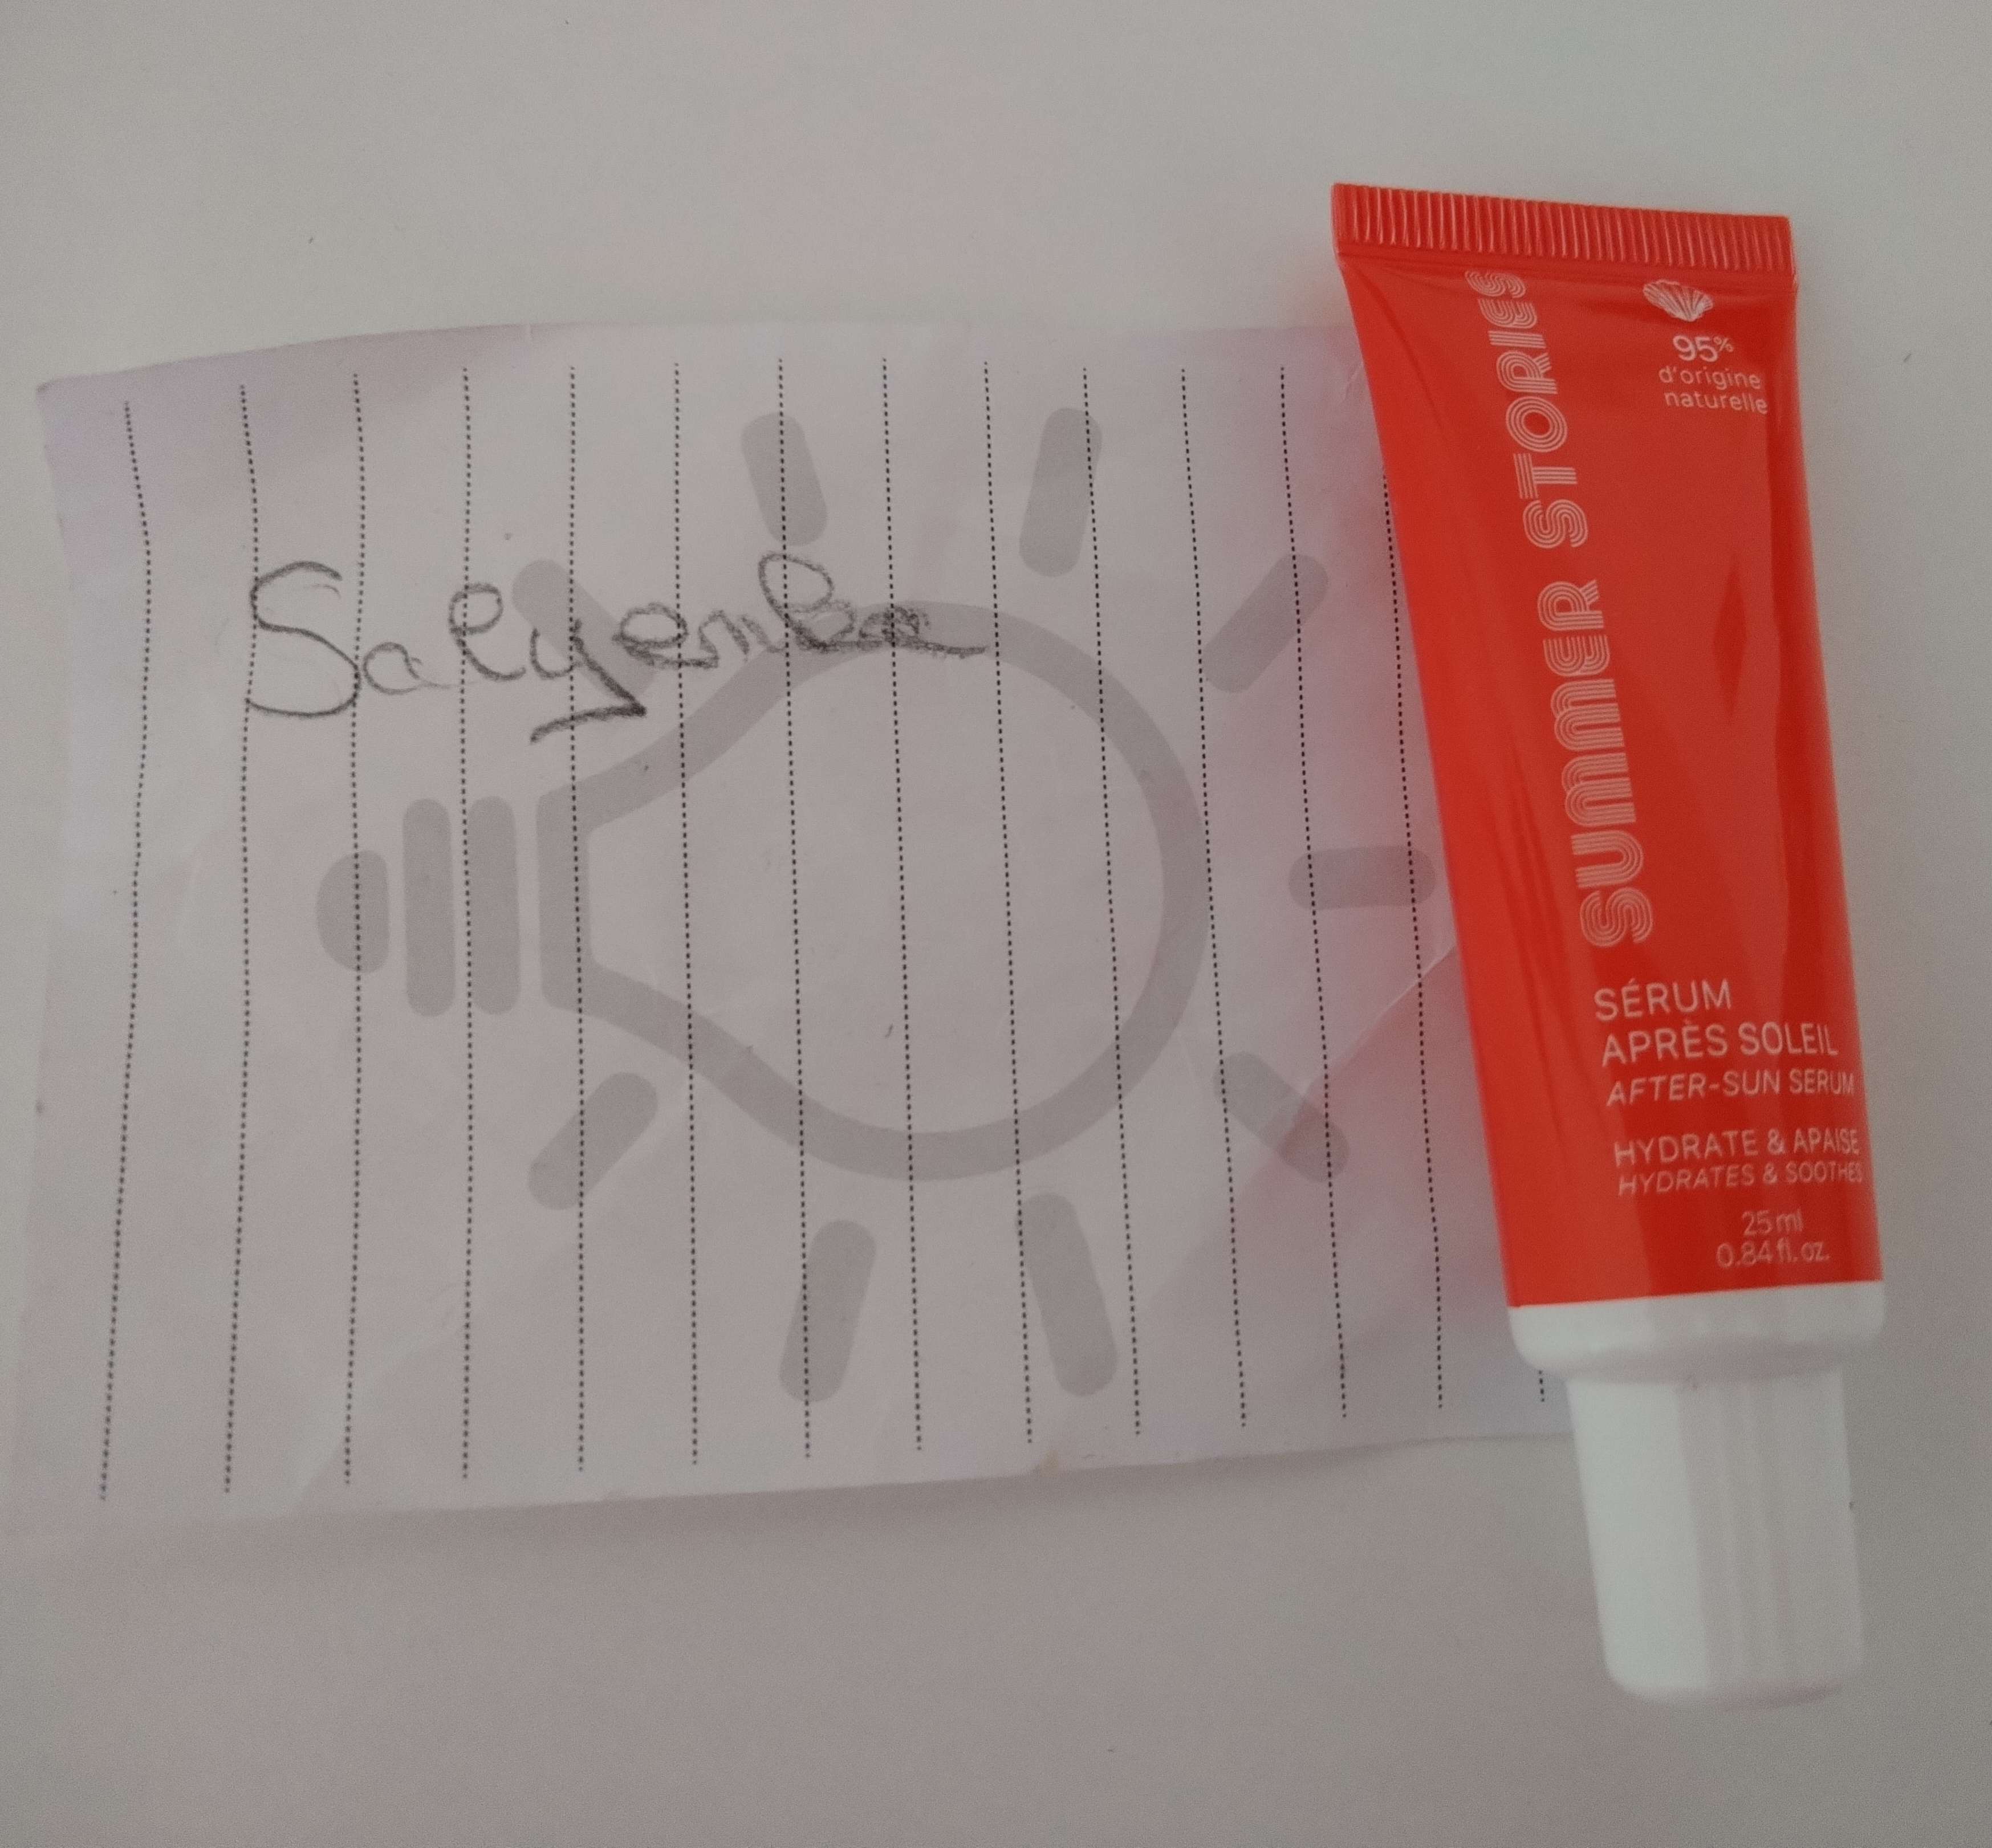 Salyenka
SUMMER STORIES
95%
d'origine
naturelle
SÉRUM
APRÈS SOLEIL
AFTER-SUN SERUM
HYDRATE & APAISE
HYDRATES & SOOTHES
25 ml
0.84 fl. oz.